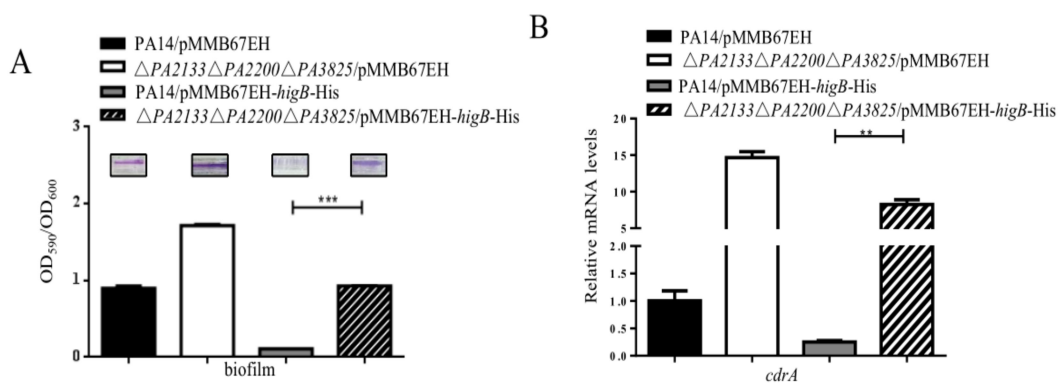 A
PA14/pMMB67EH
△PA2133△PA2200△PA3825/pMMB67EH
PA14/pMMB67EH-higB-His
△PA2133△PA2200△PA3825/pMMB67EH-higB-His
3
2
1
0
OD590/OD600
***
biofilm
B
PA14/pMMB67EH
△PA2133△PA2200△PA3825/pMMB67EH
PA14/pMMB67EH-higB-His
△PA2133△PA2200△PA3825/pMMB67EH-higB-His
20
15
10
5
2.0
1.5
1.0
0.5
0.0
Relative mRNA levels
**
cdrA